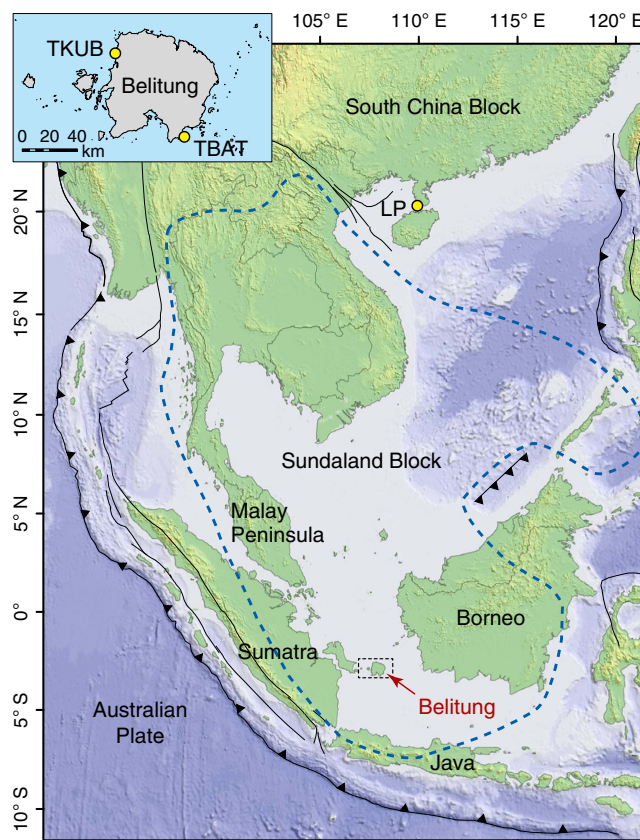 105° E
110° E
115° E
120° E
TKUB
Belitung
0 20 40
km
TBAT
South China Block
LP
20° N
15° N
10° N
5° N
0°
5° S
10° S
Sundaland Block
Malay
Peninsula
Borneo
Sumatra
Belitung
Australian
Plate
Java